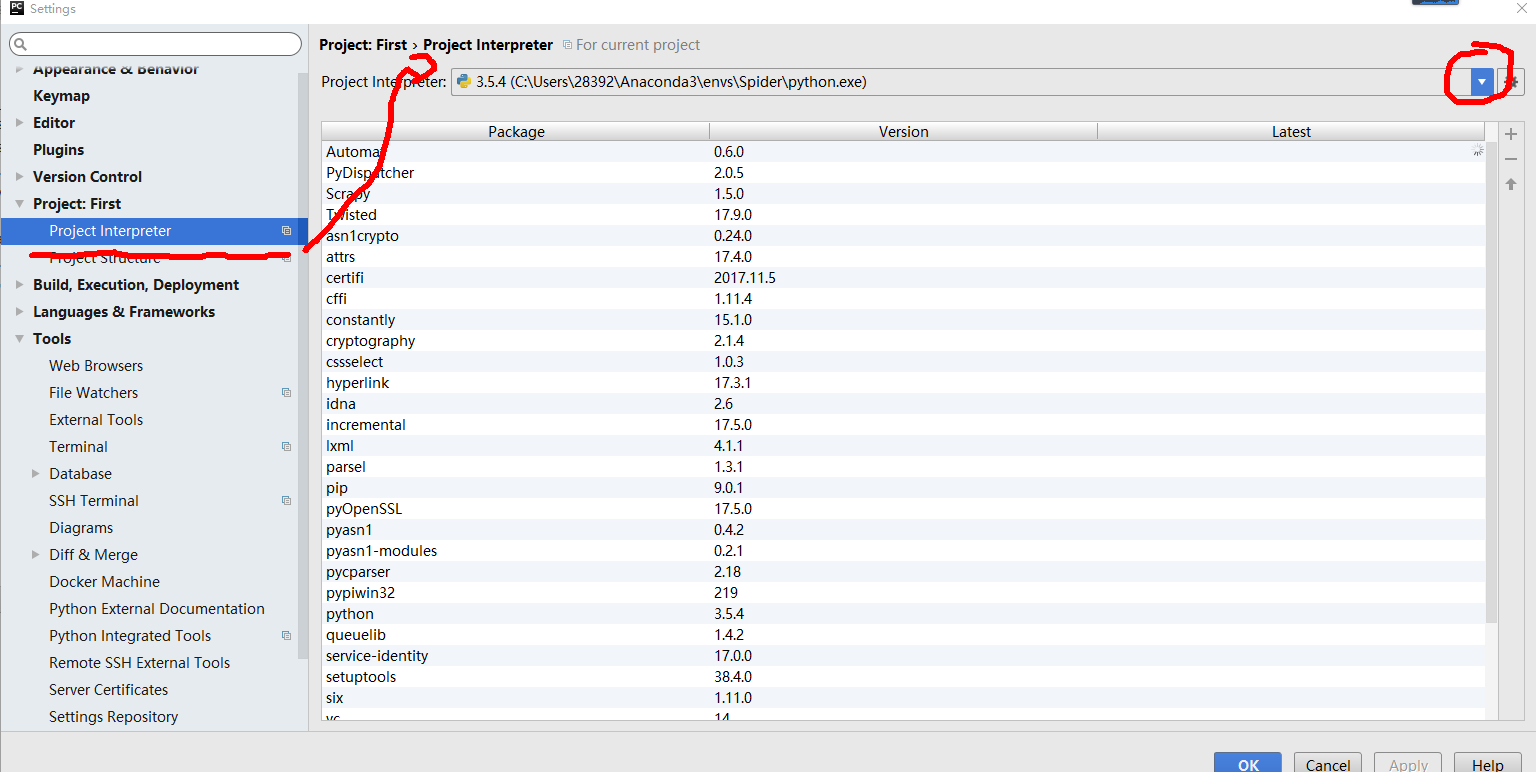 PC Settings
Appearance & Behavior
Keymap
Editor
Plugins
Version Control
Project: First
Project Interpreter
Project Structure
Build, Execution, Deployment
Languages & Frameworks
Tools
Web Browsers
File Watchers
External Tools
Terminal
Database
SSH Terminal
Diagrams
Diff & Merge
Docker Machine
Python External Documentation
Python Integrated Tools
Remote SSH External Tools
Server Certificates
Settings Repository
Project: First › Project Interpreter For current project
Project Interpreter: 3.5.4 (C:\Users\28392\Anaconda3\envs\Spider\python.exe)
Package Version Latest
Automat 0.6.0
PyDispatcher 2.0.5
Scrapy 1.5.0
Twisted 17.9.0
asn1crypto 0.24.0
attrs 17.4.0
certifi 2017.11.5
cffi 1.11.4
constantly 15.1.0
cryptography 2.1.4
cssselect 1.0.3
hyperlink 17.3.1
idna 2.6
incremental 17.5.0
lxml 4.1.1
parsel 1.3.1
pip 9.0.1
pyOpenSSL 17.5.0
pyasn1 0.4.2
pyasn1-modules 0.2.1
pycparser 2.18
pypiwin32 219
python 3.5.4
queuelib 1.4.2
service-identity 17.0.0
setuptools 38.4.0
six 1.11.0
vc 14
OK Cancel Apply Help